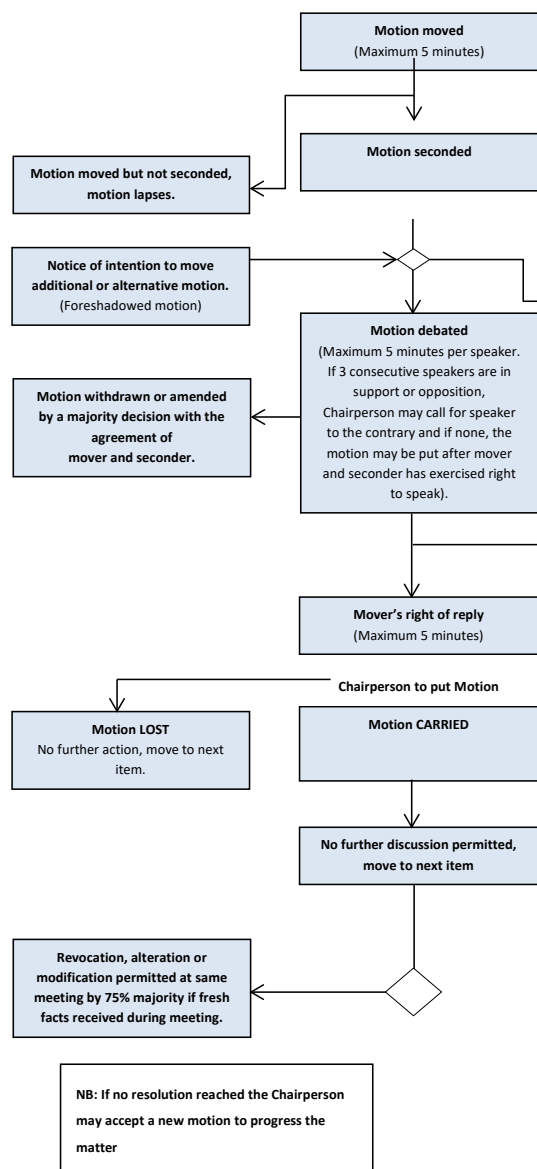 Motion moved
(Maximum 5 minutes)
Motion seconded
Motion moved but not seconded,
motion lapses.
Notice of intention to move
additional or alternative motion.
(Foreshadowed motion)
Motion debated
(Maximum 5 minutes per speaker.
If 3 consecutive speakers are in
support or opposition,
Chairperson may call for speaker
to the contrary and if none, the
motion may be put after mover
and seconder has exercised right
to speak).
Motion withdrawn or amended
by a majority decision with the
agreement of
mover and seconder.
Mover’s right of reply
(Maximum 5 minutes)
Chairperson to put Motion
Motion LOST
No further action, move to next
item.
Motion CARRIED
No further discussion permitted,
move to next item
Revocation, alteration or
modification permitted at same
meeting by 75% majority if fresh
facts received during meeting.
NB: If no resolution reached the Chairperson
may accept a new motion to progress the
matter